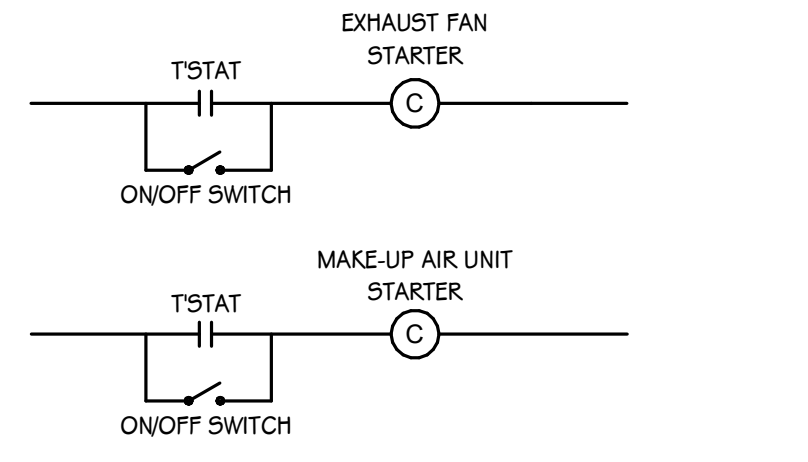 EXHAUST FAN
STARTER
T'STAT
C
ON/OFF SWITCH
MAKE-UP AIR UNIT
STARTER
T'STAT
C
ON/OFF SWITCH